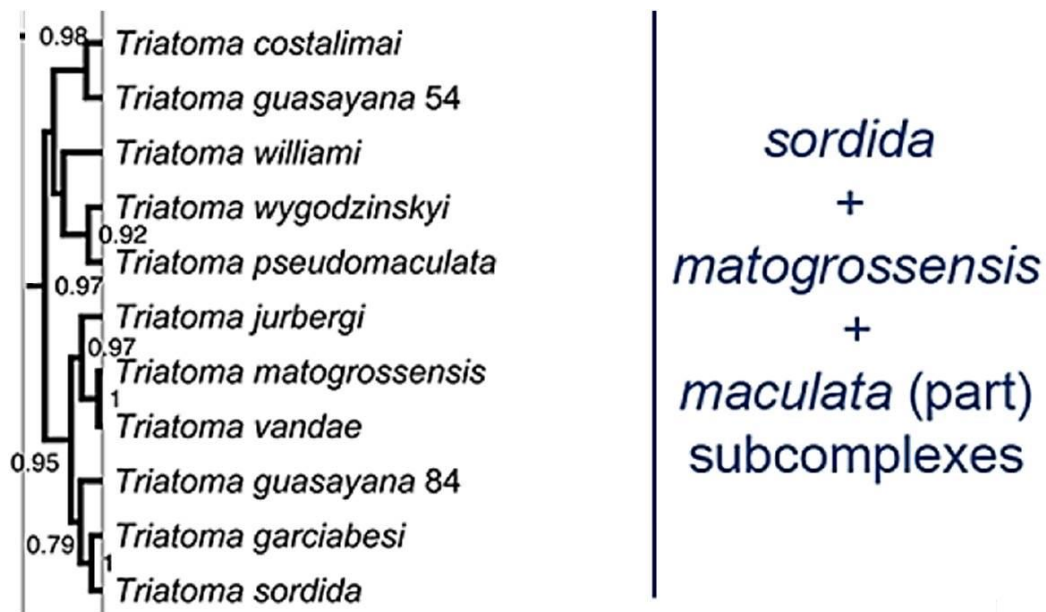 0.98
Triatoma costalimai
Triatoma guasayana 54
Triatoma williami
Triatoma wygodzinskyi
0.92
Triatoma pseudomaculata
0.97
Triatoma jurbergi
0.97
Triatoma matogrossensis
1
Triatoma vandae
0.95
Triatoma guasayana 84
0.79
Triatoma garciabesi
1
Triatoma sordida
sordida
+
matogrossensis
+
maculata (part)
subcomplexes